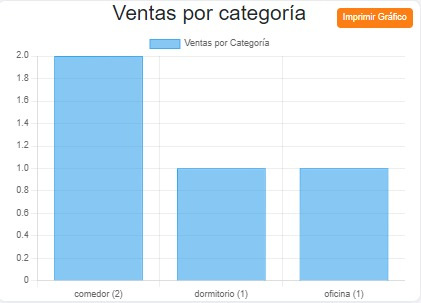 Ventas por categoría
Imprimir Gráfico
Ventas por Categoría
2.0
1.8
1.6
1.4
1.2
1.0
0.8
0.6
0.4
0.2
0
comedor (2)
dormitorio (1)
oficina (1)